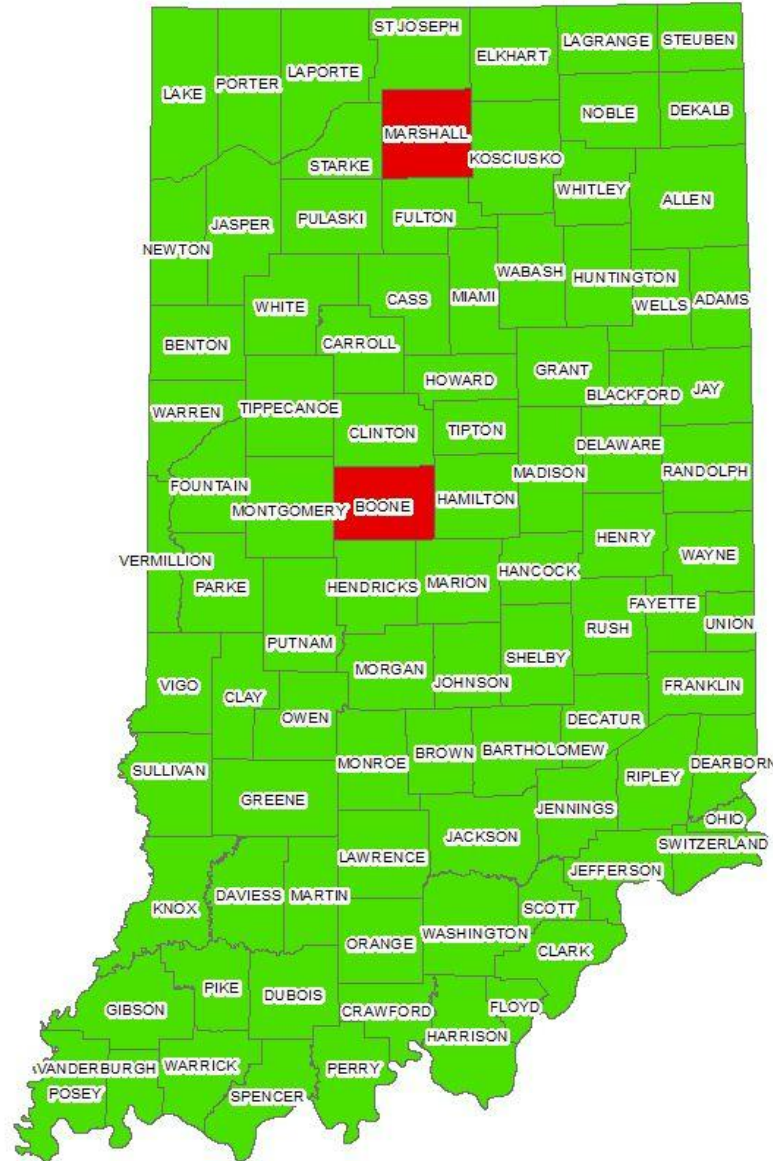 ST JOSEPH
LAGRANGE
STEUBEN
ELKHART
LAPORTE
PORTER
LAKE
NOBLE
DEKALB
MARSHALL
KOSCIUSKO
STARKE
WHITLEY
ALLEN
PULASKI
FULTON
JASPER
NEWTON
WABASH
HUNTINGTON
MIAMI
CASS
WHITE
WELLS
ADAMS
CARROLL
BENTON
GRANT
HOWARD
BLACKFORD
JAY
TIPPECANOE
WARREN
CLINTON
TIPTON
DELAWARE
MADISON
RANDOLPH
FOUNTAIN
HAMILTON
BOONE
MONTGOMERY
HENRY
WAYNE
VERMILLION
HANCOCK
MARION
HENDRICKS
PARKE
FAYETTE
UNION
RUSH
PUTNAM
SHELBY
MORGAN
JOHNSON
VIGO
FRANKLIN
CLAY
OWEN
DECATUR
BROWN
BARTHOLOMEW
MONROE
DEARBORN
SULLIVAN
RIPLEY
GREENE
JENNINGS
OHIO
JACKSON
SWITZERLAND
LAWRENCE
JEFFERSON
DAVIESS
MARTIN
KNOX
SCOTT
WASHINGTON
ORANGE
CLARK
PIKE
DUBOIS
FLOYD
GIBSON
CRAWFORD
HARRISON
WARRICK
VANDERBURGH
PERRY
POSEY
SPENCER